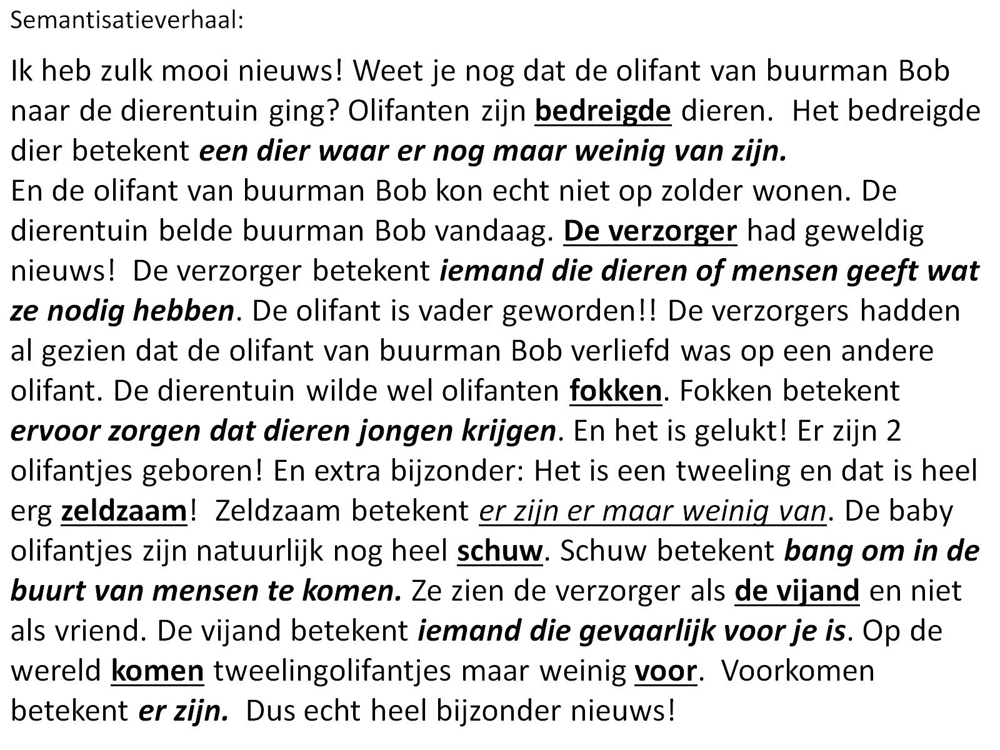 Semantisatieverhaal:
Ik heb zulk mooi nieuws! Weet je nog dat de olifant van buurman Bob
naar de dierentuin ging? Olifanten zijn bedreigde dieren.  Het bedreigde
dier betekent een dier waar er nog maar weinig van zijn.
En de olifant van buurman Bob kon echt niet op zolder wonen. De
dierentuin belde buurman Bob vandaag. De verzorger had geweldig
nieuws!  De verzorger betekent iemand die dieren of mensen geeft wat
ze nodig hebben. De olifant is vader geworden!! De verzorgers hadden
al gezien dat de olifant van buurman Bob verliefd was op een andere
olifant. De dierentuin wilde wel olifanten fokken. Fokken betekent
ervoor zorgen dat dieren jongen krijgen. En het is gelukt! Er zijn 2
olifantjes geboren! En extra bijzonder: Het is een tweeling en dat is heel
erg zeldzaam!  Zeldzaam betekent er zijn er maar weinig van. De baby
olifantjes zijn natuurlijk nog heel schuw. Schuw betekent bang om in de
buurt van mensen te komen. Ze zien de verzorger als de vijand en niet
als vriend. De vijand betekent iemand die gevaarlijk voor je is. Op de
wereld komen tweelingolifantjes maar weinig voor.  Voorkomen
betekent er zijn.  Dus echt heel bijzonder nieuws!